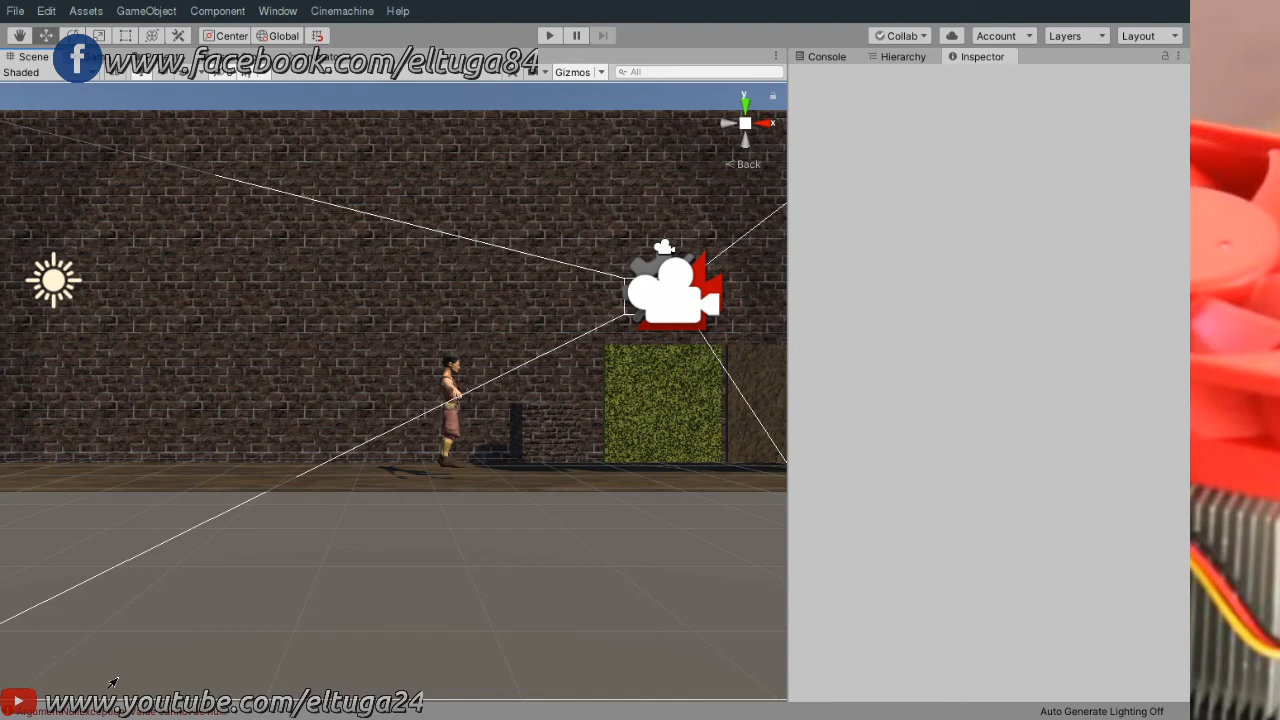 File Edit Assets GameObject Component Window Cinemachine Help
Center Global Collab Account Layers Layout
Scene
Console Hierarchy Inspector
www.facebook.com/eltuga84
Shaded Gizmos All
y
x
Back
www.youtube.com/eltuga24
Auto Generate Lighting Off